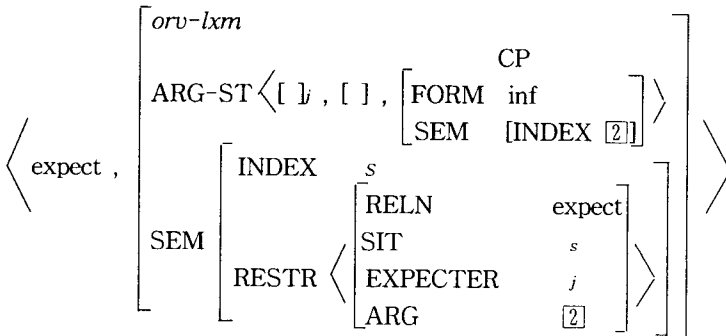 orv-lxm
CP
ARG-ST ⟨[ ]j , [ ] , [FORM inf
SEM [INDEX 2]]⟩
⟨ expect ,
INDEX s
RELN expect
SIT s
SEM
RESTR ⟨ EXPECTER j ⟩
ARG 2